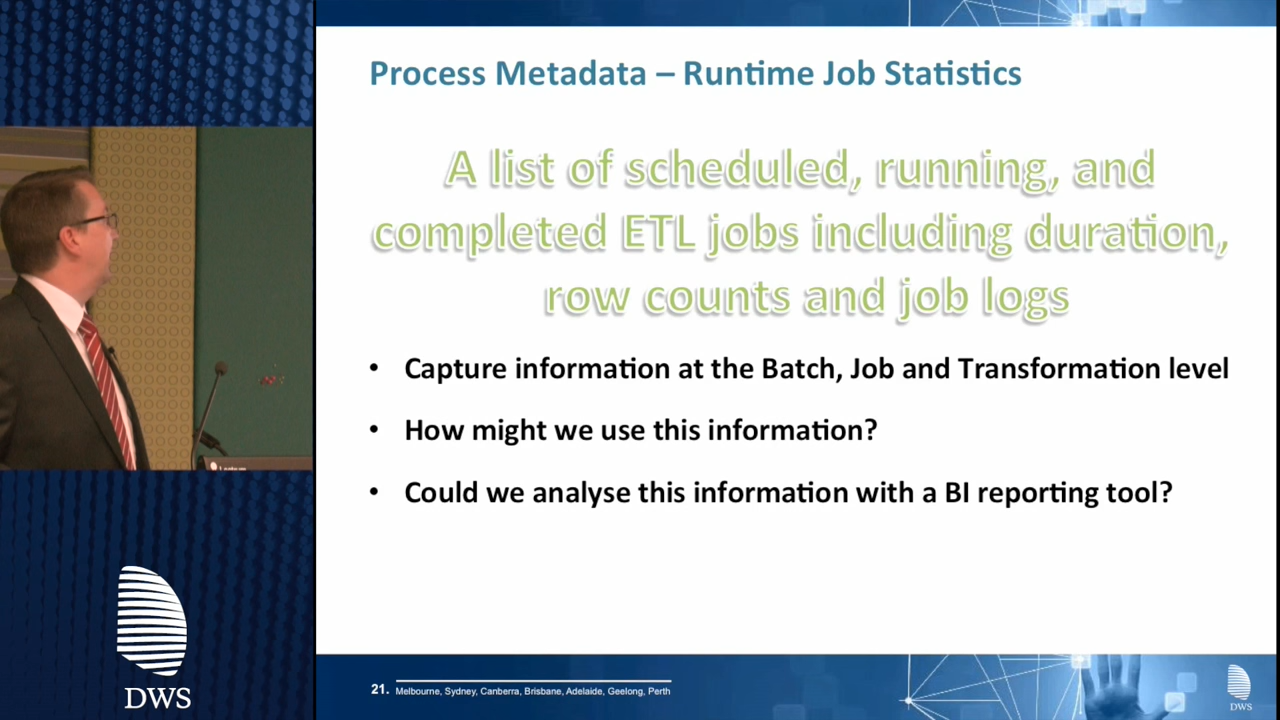 Process Metadata – Runtime Job Statistics
A list of scheduled, running, and
completed ETL jobs including duration,
row counts and job logs
• Capture information at the Batch, Job and Transformation level
• How might we use this information?
• Could we analyse this information with a BI reporting tool?
DWS
21. Melbourne, Sydney, Canberra, Brisbane, Adelaide, Geelong, Perth
DWS